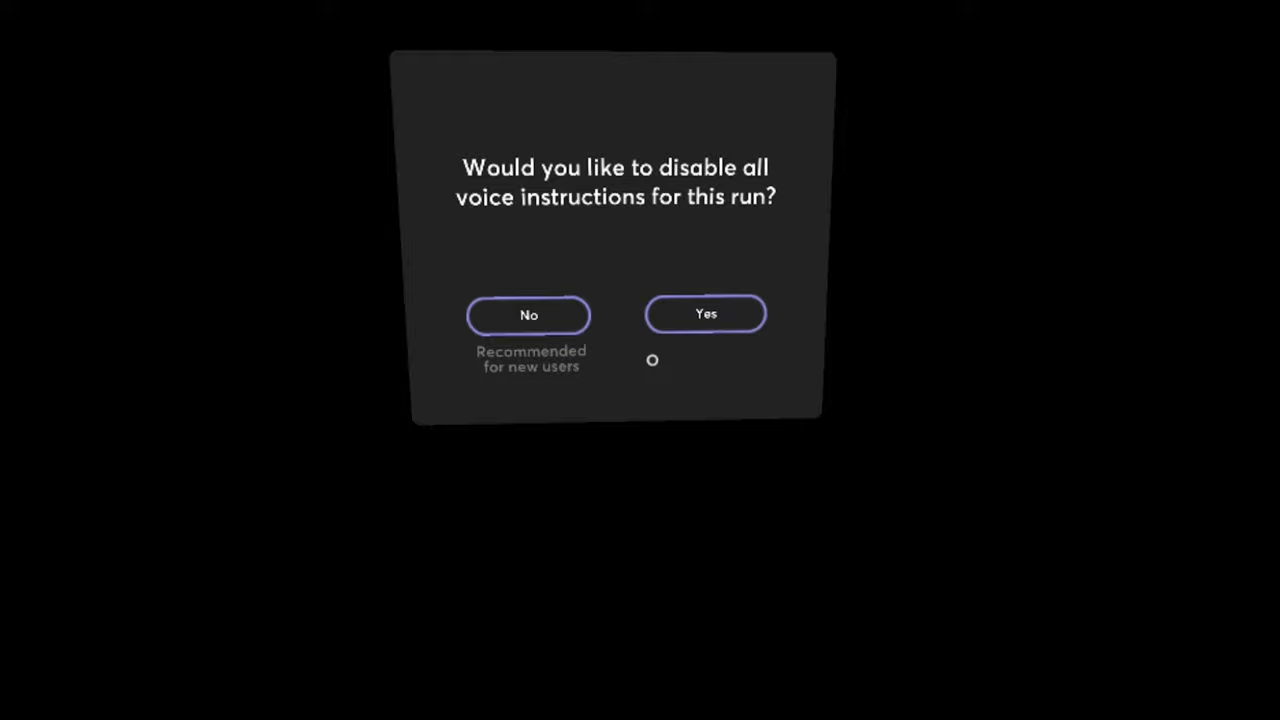 Would you like to disable all
voice instructions for this run?
No
Yes
Recommended
for new users